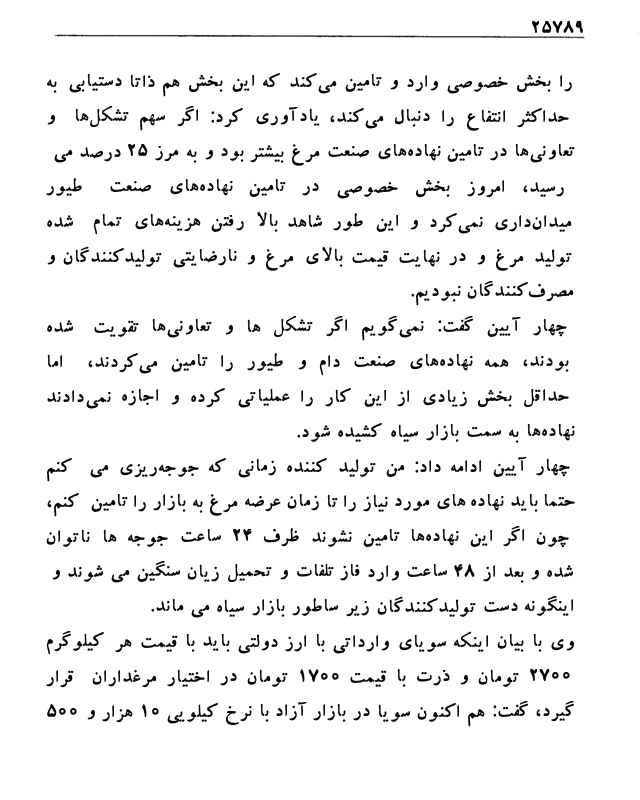 ۲۵۷۸۹
را بخش خصوصی وارد و تامین می‌کند که این بخش هم ذاتا دستیابی به
حداکثر انتفاع را دنبال می‌کند، یادآوری کرد: اگر سهم تشکل‌ها و
تعاونی‌ها در تامین نهاده‌های صنعت مرغ بیشتر بود و به مرز ۲۵ درصد می
رسید، امروز بخش خصوصی در تامین نهاده‌های صنعت طیور
میدان‌داری نمی‌کرد و این طور شاهد بالا رفتن هزینه‌های تمام شده
تولید مرغ و در نهایت قیمت بالای مرغ و نارضایتی تولیدکنندگان و
مصرف‌کنندگان نبودیم.
چهار آیین گفت: نمی‌گویم اگر تشکل ها و تعاونی‌ها تقویت شده
بودند، همه نهاده‌های صنعت دام و طیور را تامین می‌کردند، اما
حداقل بخش زیادی از این کار را عملیاتی کرده و اجازه نمی‌دادند
نهاده‌ها به سمت بازار سیاه کشیده شود.
چهار آیین ادامه داد: من تولید کننده زمانی که جوجه‌ریزی می کنم
حتما باید نهاده های مورد نیاز را تا زمان عرضه مرغ به بازار را تامین کنم،
چون اگر این نهاده‌ها تامین نشوند ظرف ۲۴ ساعت جوجه ها ناتوان
شده و بعد از ۴۸ ساعت وارد فاز تلفات و تحمیل زیان سنگین می شوند و
اینگونه دست تولیدکنندگان زیر ساطور بازار سیاه می ماند.
وی با بیان اینکه سویای وارداتی با ارز دولتی باید با قیمت هر کیلوگرم
۲۷۰۰ تومان و ذرت با قیمت ۱۷۰۰ تومان در اختیار مرغداران قرار
گیرد، گفت: هم اکنون سویا در بازار آزاد با نرخ کیلویی ۱۰ هزار و ۵۰۰